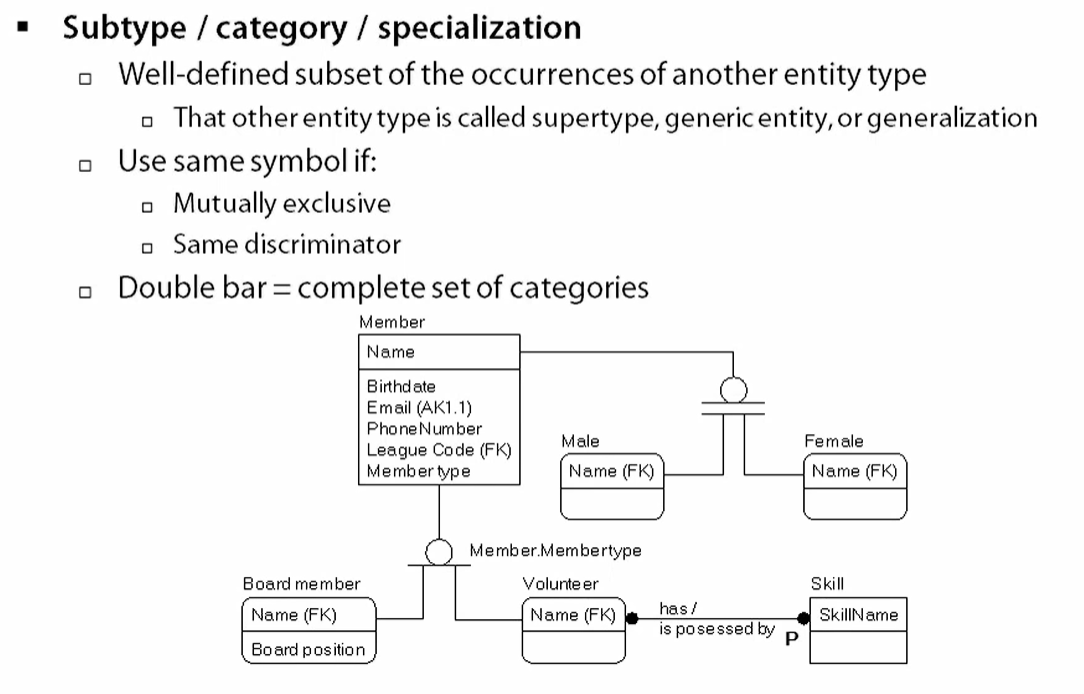 ▪ Subtype / category / specialization
▫ Well-defined subset of the occurrences of another entity type
▫ That other entity type is called supertype, generic entity, or generalization
▫ Use same symbol if:
▫ Mutually exclusive
▫ Same discriminator
▫ Double bar = complete set of categories
Member
Name
Birthdate
Email (AK1.1)
PhoneNumber
League Code (FK)
Membertype
Male
Name (FK)
Female
Name (FK)
Member.Membertype
Board member
Name (FK)
Board position
Volunteer
Name (FK)
has /
is posessed by
P
Skill
SkillName